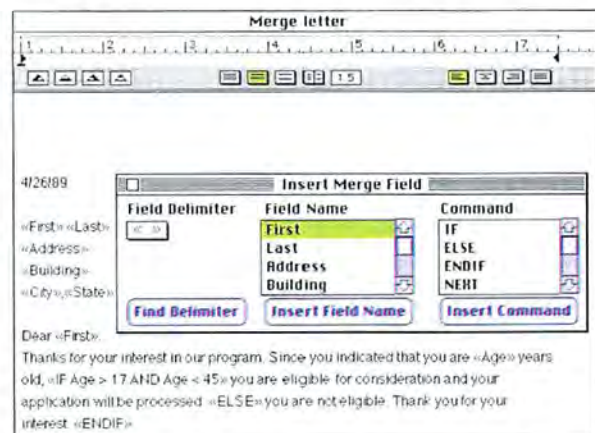 Merge letter
1 2 3 4 5 6 7
1.5
4/26/89
Insert Merge Field
Field Delimiter Field Name Command
«First» «Last»
« »
First
Last
Address
Building
IF
ELSE
ENDIF
NEXT
«Address»
«Building»
«City», «State»
Find Delimiter Insert Field Name Insert Command
Dear «First»
Thanks for your interest in our program. Since you indicated that you are «Age» years
old, «IF Age > 17 AND Age < 45» you are eligible for consideration and your
application will be processed. «ELSE» you are not eligible. Thank you for your
interest. «ENDIF»